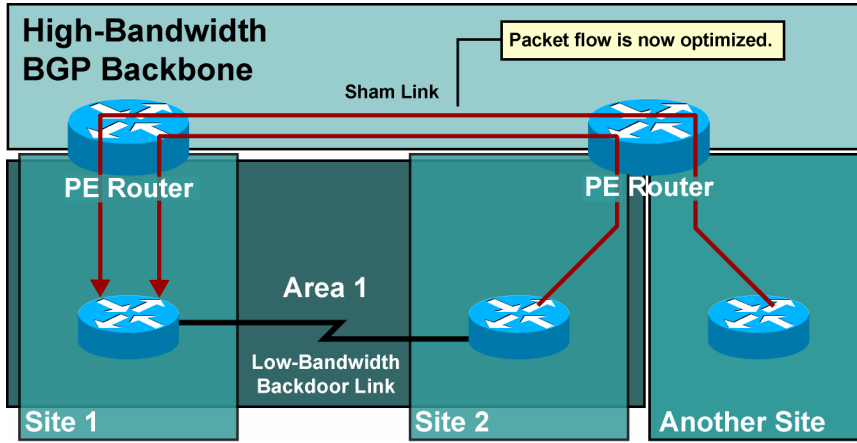 High-Bandwidth
BGP Backbone
Packet flow is now optimized.
Sham Link
PE Router
PE Router
Area 1
Low-Bandwidth
Backdoor Link
Site 1
Site 2
Another Site